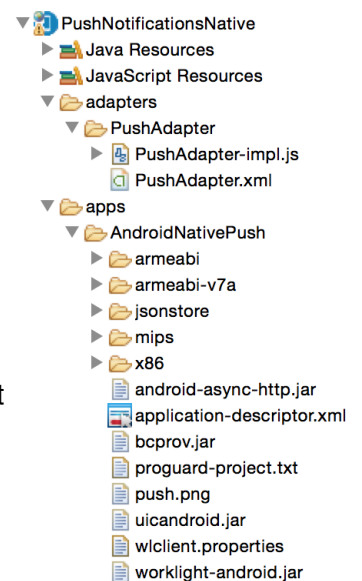 PushNotificationsNative
Java Resources
JavaScript Resources
adapters
PushAdapter
PushAdapter-impl.js
PushAdapter.xml
apps
AndroidNativePush
armeabi
armeabi-v7a
jsonstore
mips
x86
t
android-async-http.jar
application-descriptor.xml
bcprov.jar
proguard-project.txt
push.png
uicandroid.jar
wlclient.properties
worklight-android.jar